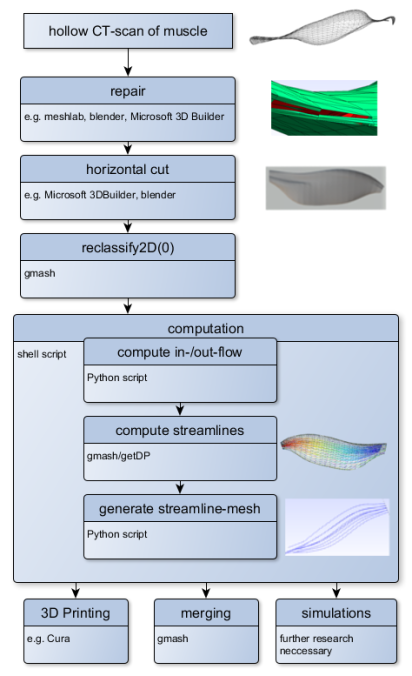 hollow CT-scan of muscle
repair
e.g. meshlab, blender, Microsoft 3D Builder
horizontal cut
e.g. Microsoft 3DBuilder, blender
reclassify2D(0)
gmash
computation
shell script
compute in-/out-flow
Python script
compute streamlines
gmash/getDP
generate streamline-mesh
Python script
3D Printing
e.g. Cura
merging
gmash
simulations
further research
neccessary